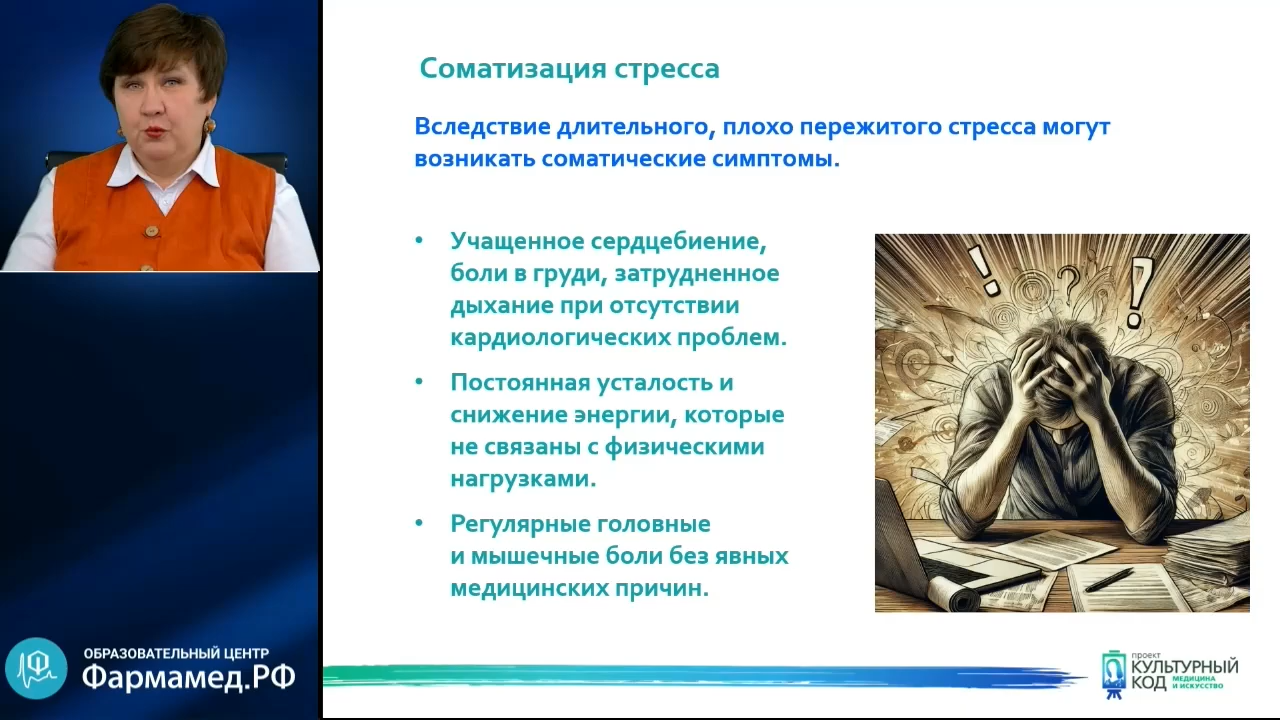 Соматизация стресса
Вследствие длительного, плохо пережитого стресса могут
возникать соматические симптомы.
• Учащенное сердцебиение,
боли в груди, затрудненное
дыхание при отсутствии
кардиологических проблем.
• Постоянная усталость и
снижение энергии, которые
не связаны с физическими
нагрузками.
• Регулярные головные
и мышечные боли без явных
медицинских причин.
! ? !
ОБРАЗОВАТЕЛЬНЫЙ ЦЕНТР
Фармамед.РФ
проект
КУЛЬТУРНЫЙ
КОД
МЕДИЦИНА
И ИСКУССТВО